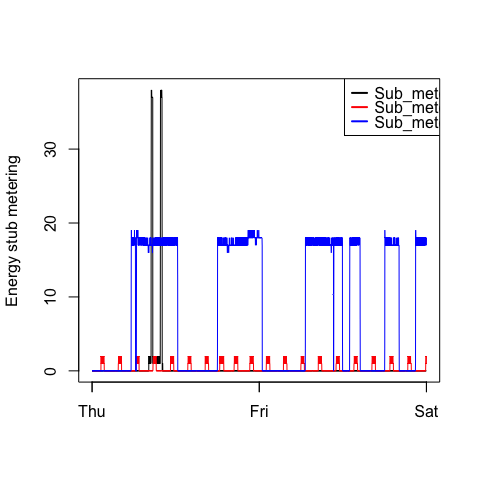 Sub_met
Sub_met
Sub_met
Energy stub metering
30
20
10
0
Thu Fri Sat